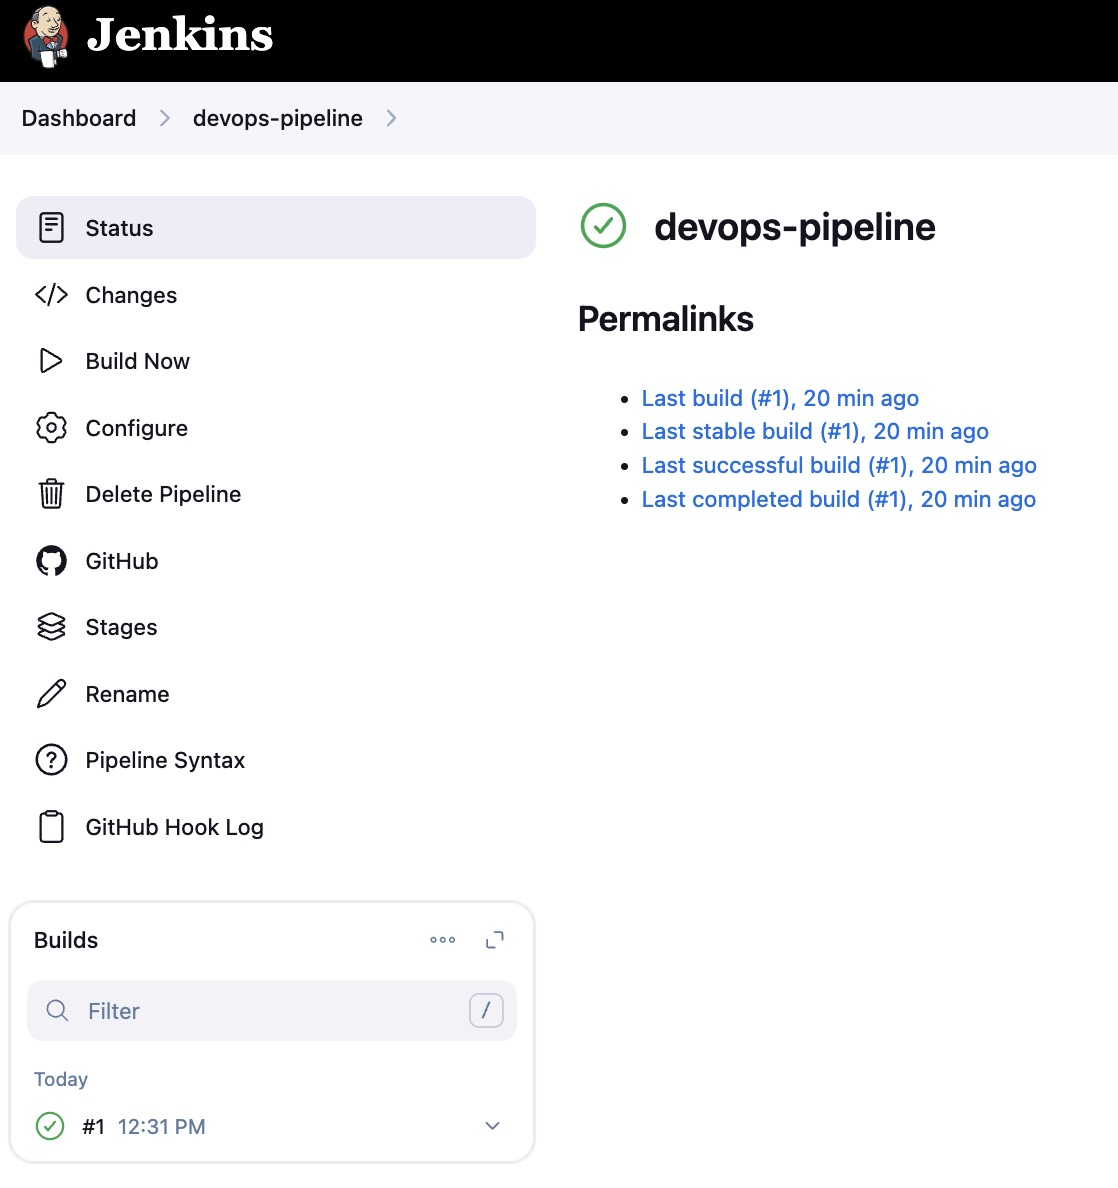 Jenkins
Dashboard
devops-pipeline
Status
Changes
Build Now
Configure
Delete Pipeline
GitHub
Stages
Rename
Pipeline Syntax
GitHub Hook Log
devops-pipeline
Permalinks
Last build (#1), 20 min ago
Last stable build (#1), 20 min ago
Last successful build (#1), 20 min ago
Last completed build (#1), 20 min ago
Builds
Filter /
Today
#1 12:31 PM